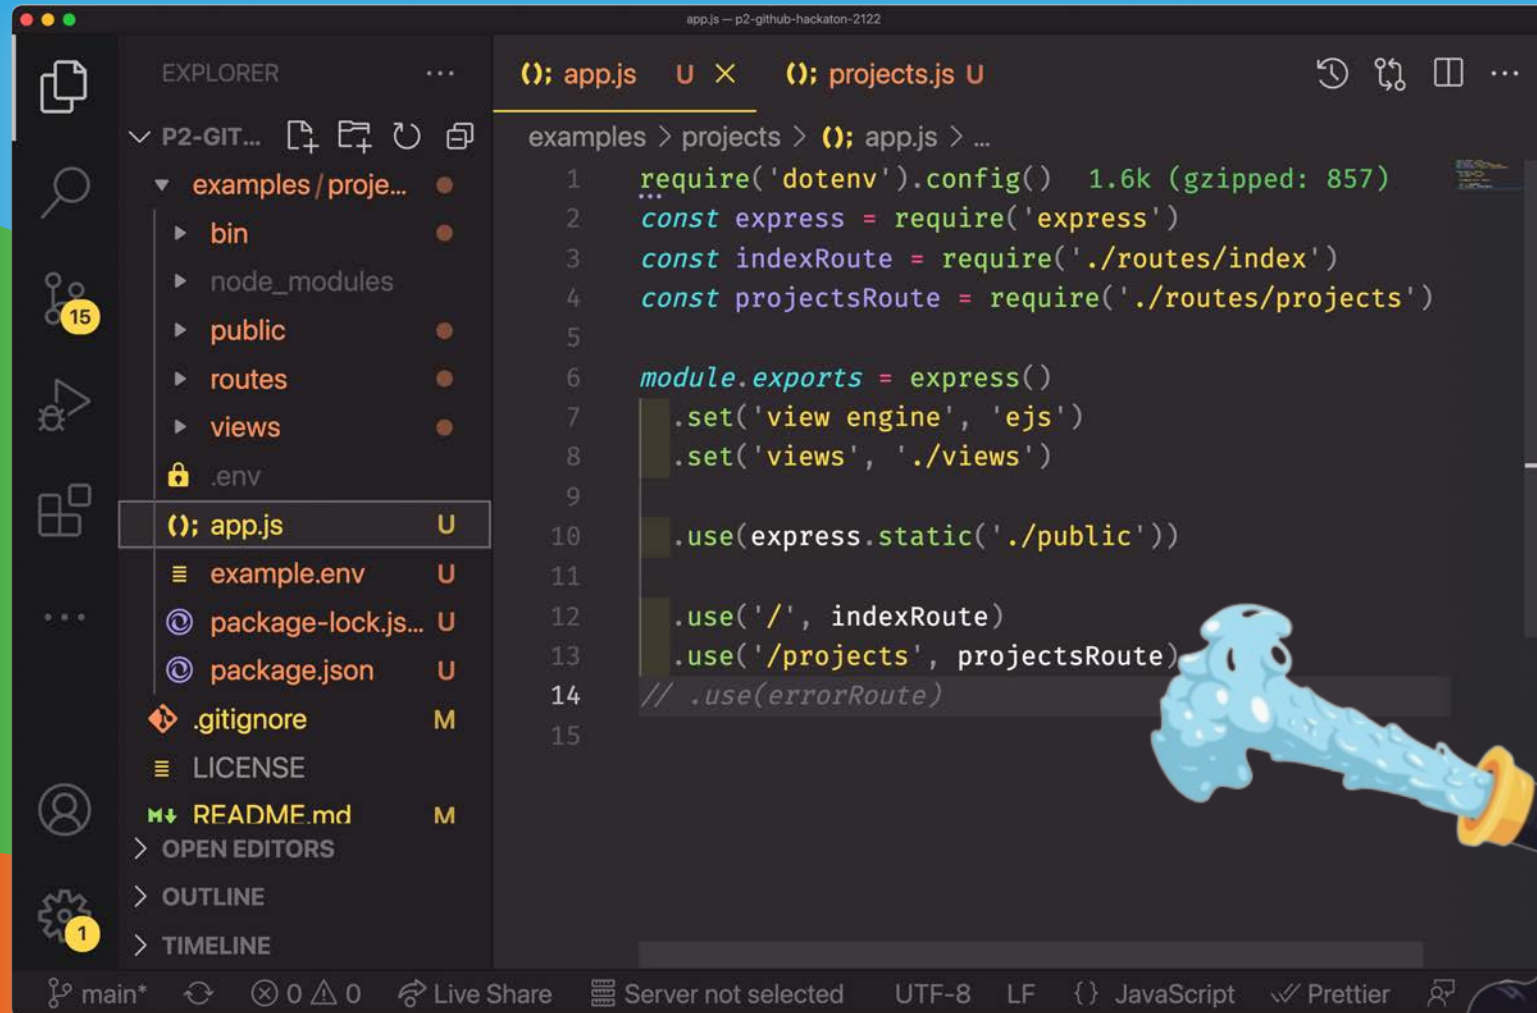 app.js — p2-github-hackaton-2122
EXPLORER
(); app.js U
(); projects.js U
P2-GIT...
examples > projects > (); app.js > ...
examples / proje...
bin
node_modules
public
routes
views
.env
(); app.js U
example.env U
package-lock.js... U
package.json U
.gitignore M
LICENSE
README.md M
OPEN EDITORS
OUTLINE
TIMELINE
15
1
1 require('dotenv').config() 1.6k (gzipped: 857)
2 const express = require('express')
3 const indexRoute = require('./routes/index')
4 const projectsRoute = require('./routes/projects')
5
6 module.exports = express()
7 .set('view engine', 'ejs')
8 .set('views', './views')
9
10 .use(express.static('./public'))
11
12 .use('/', indexRoute)
13 .use('/projects', projectsRoute)
14 // .use(errorRoute)
15
main* 0 0 Live Share Server not selected UTF-8 LF {} JavaScript Prettier